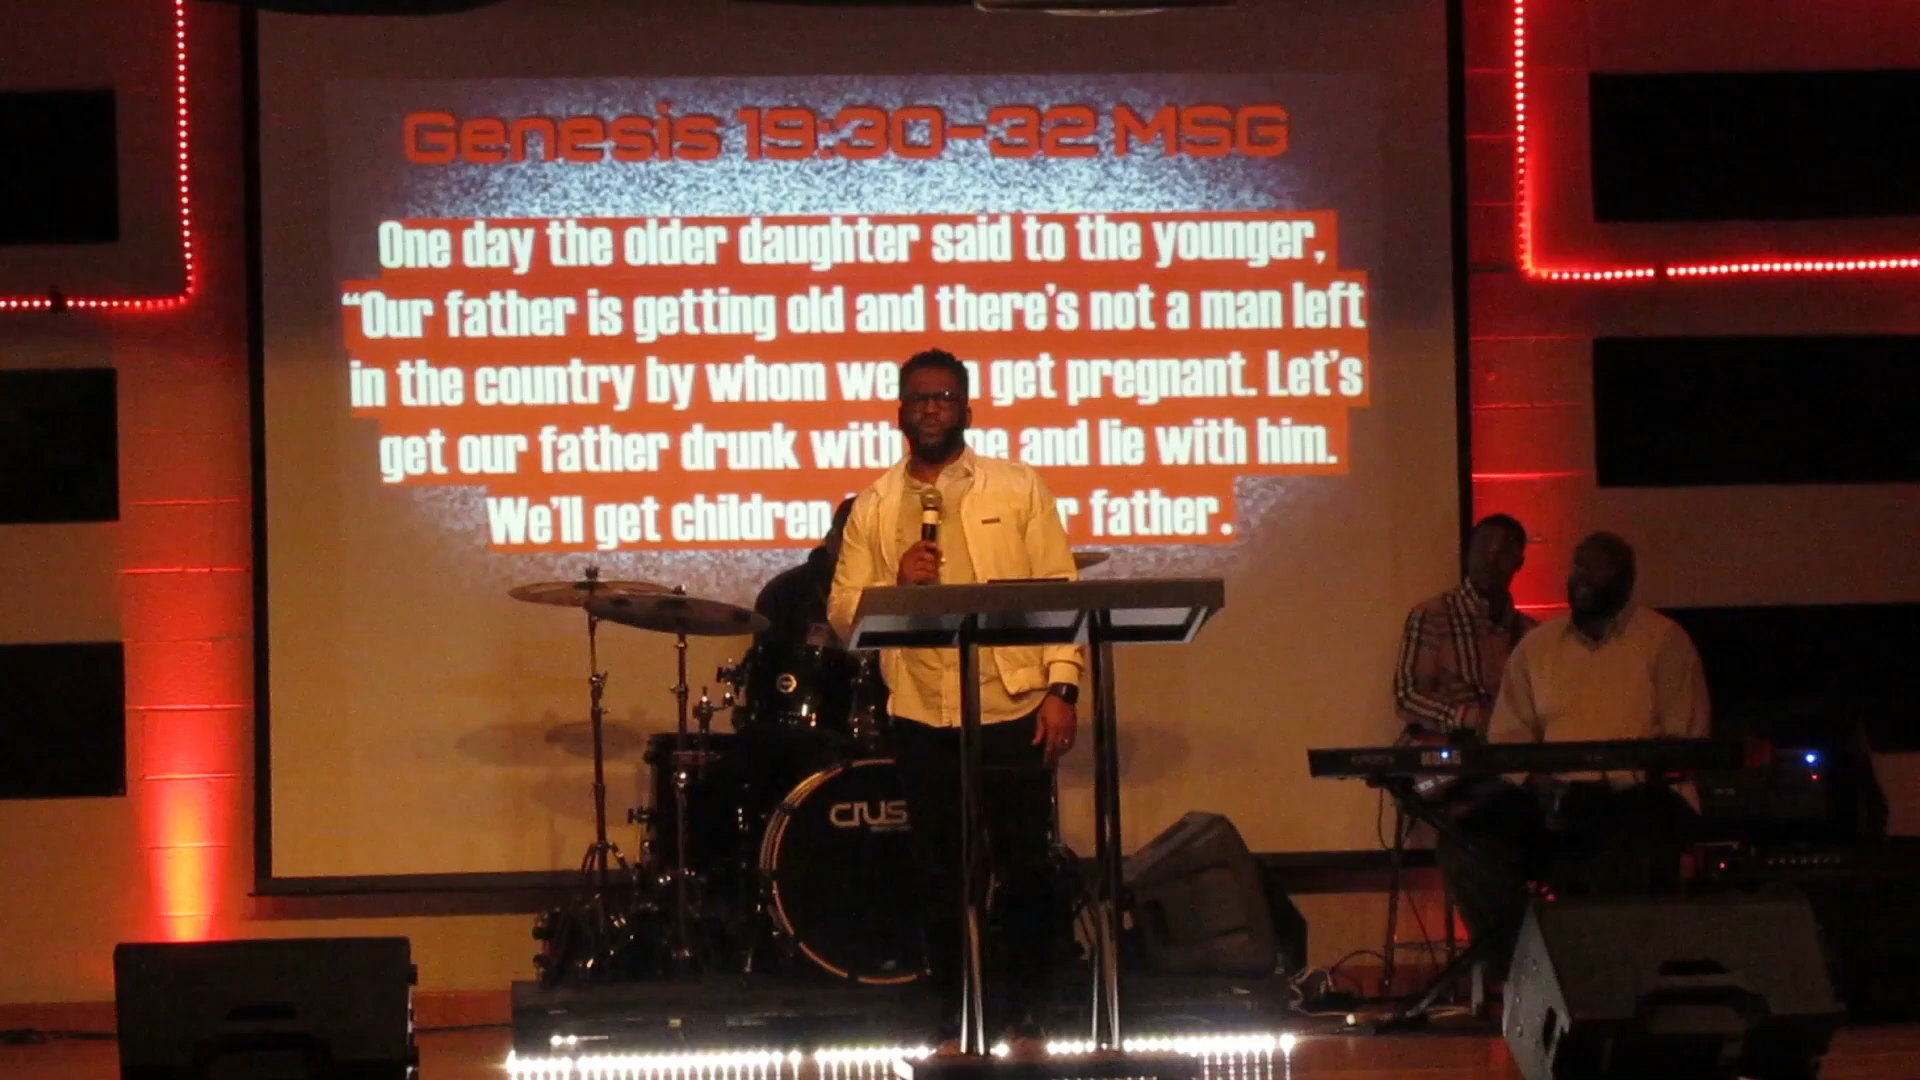 Genesis 19:30-32 MSG
One day the older daughter said to the younger,
“Our father is getting old and there’s not a man left
in the country by whom we get pregnant. Let’s
get our father drunk with and lie with him.
We’ll get children father.
crus